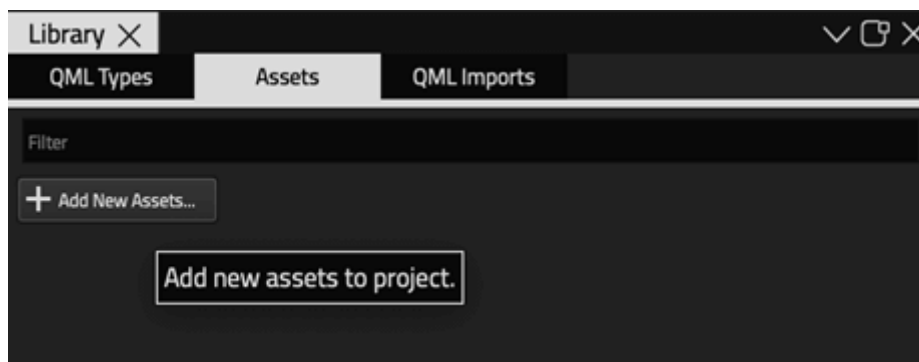 Library
QML Types Assets QML Imports
Filter
Add New Assets...
Add new assets to project.